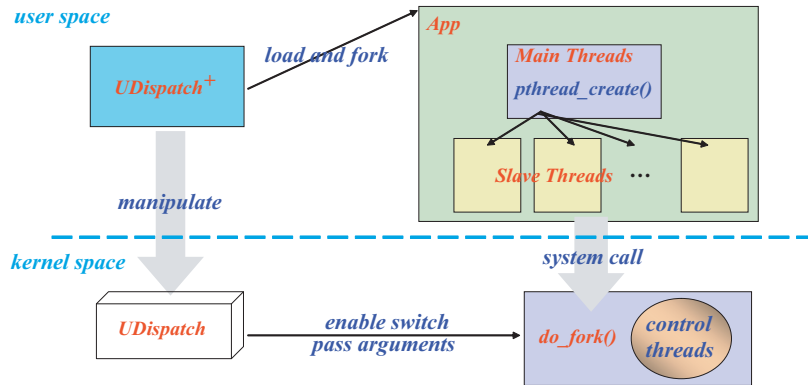 user space
App
load and fork
Main Threads
pthread_create()
UDispatch+
Slave Threads ...
manipulate
system call
kernel space
UDispatch
enable switch
pass arguments
do_fork()
control
threads